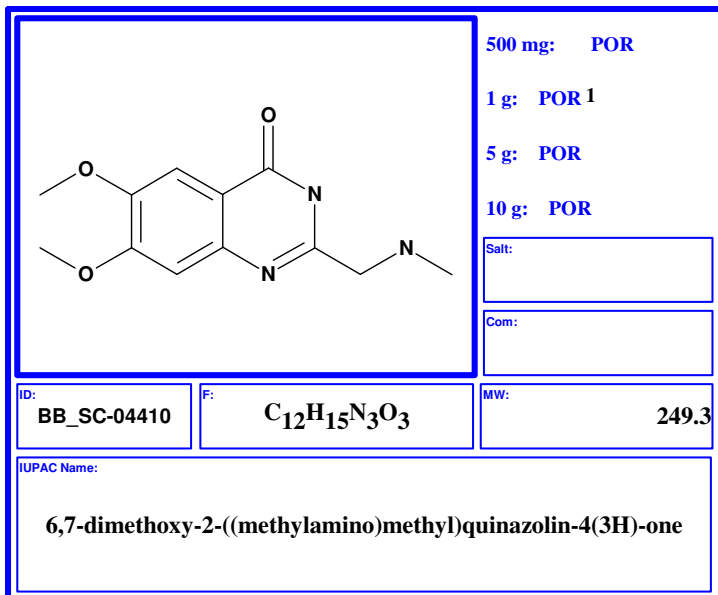 500 mg: POR
1 g: POR 1
5 g: POR
10 g: POR
O
O
N
N
O
N
Salt:
Com:
ID:
BB_SC-04410
F:
C12H15N3O3
MW:
249.3
IUPAC Name:
6,7-dimethoxy-2-((methylamino)methyl)quinazolin-4(3H)-one